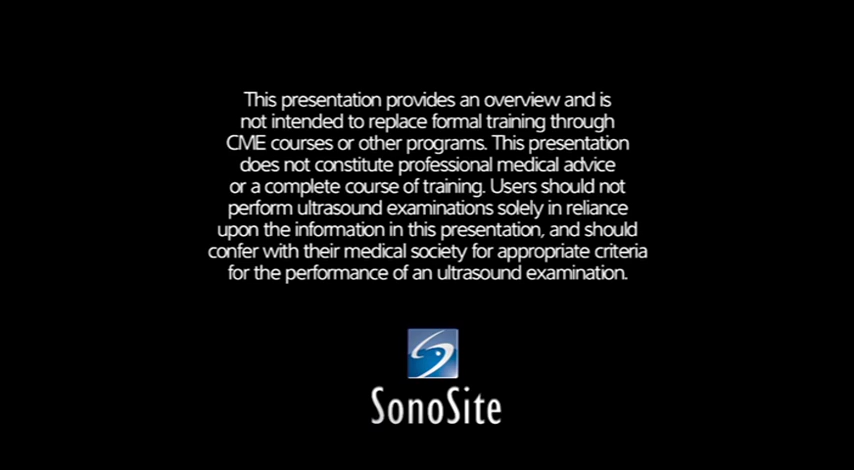 This presentation provides an overview and is
not intended to replace formal training through
CME courses or other programs. This presentation
does not constitute professional medical advice
or a complete course of training. Users should not
perform ultrasound examinations solely in reliance
upon the information in this presentation, and should
confer with their medical society for appropriate criteria
for the performance of an ultrasound examination.
SonoSite